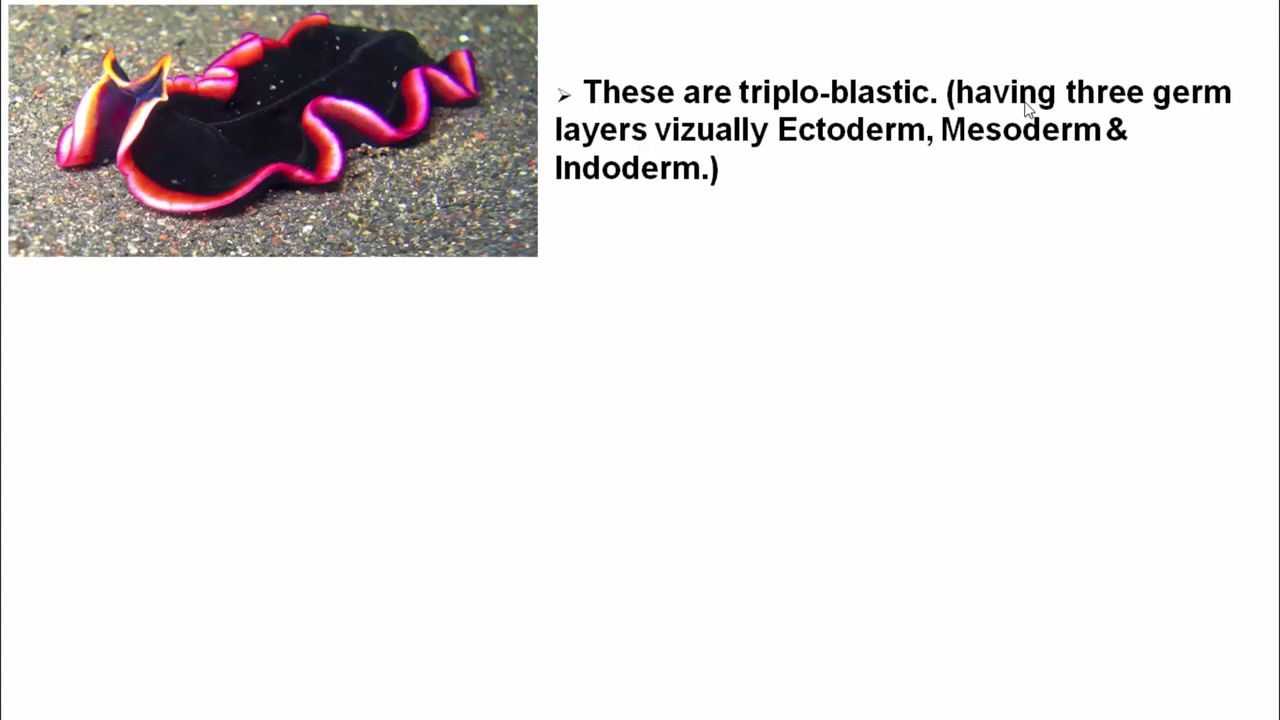 ➢ These are triplo-blastic. (having three germ
layers vizually Ectoderm, Mesoderm &
Indoderm.)